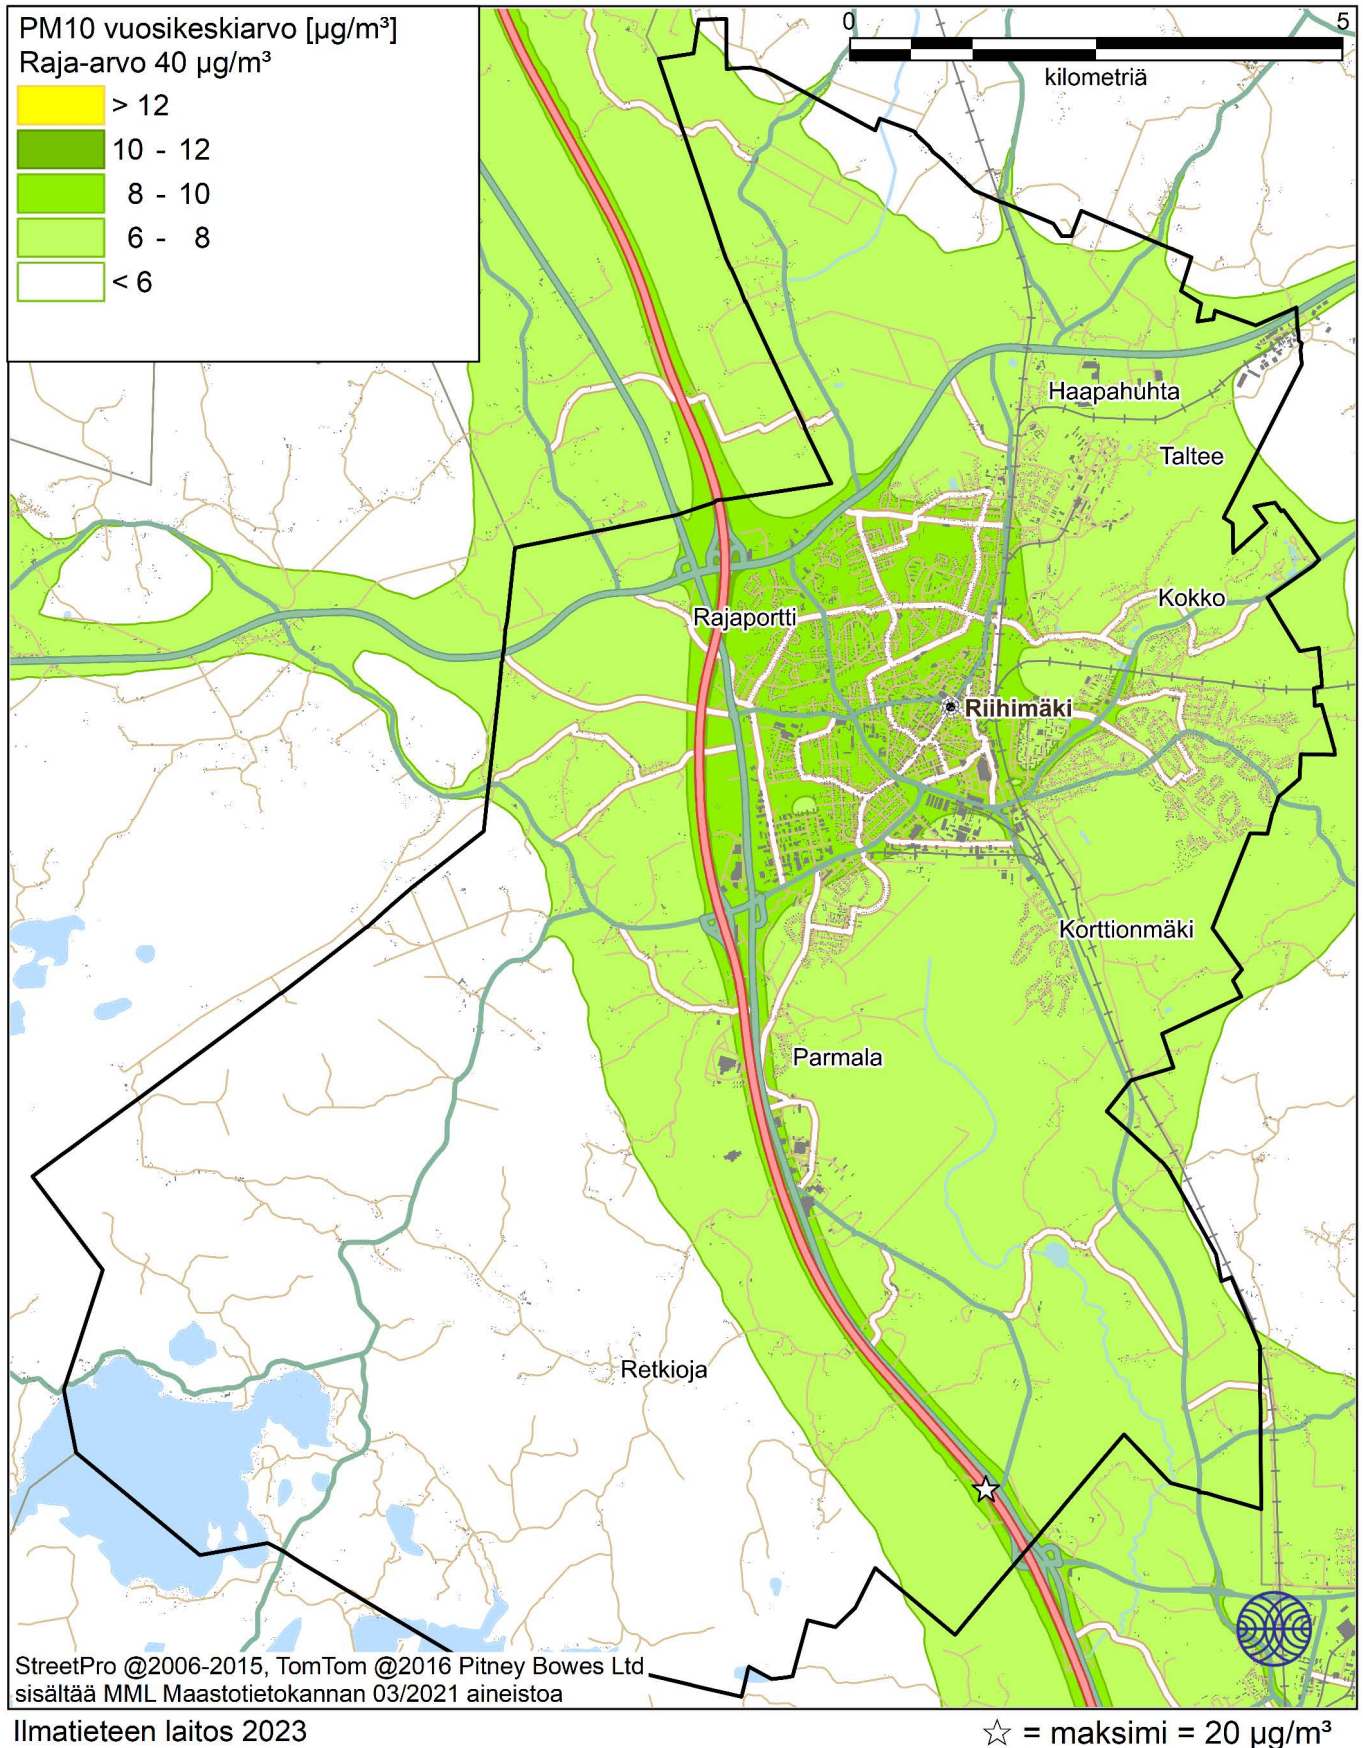 PM10 vuosikeskiarvo [µg/m³]
Raja-arvo 40 µg/m³
> 12
10 - 12
8 - 10
6 - 8
< 6
0 5
kilometriä
Haapahuhta
Taltee
Kokko
Rajaportti
Riihimäki
Korttionmäki
Parmala
Retkioja
StreetPro @2006-2015, TomTom @2016 Pitney Bowes Ltd
sisältää MML Maastotietokannan 03/2021 aineistoa
Ilmatieteen laitos 2023
☆ = maksimi = 20 µg/m³